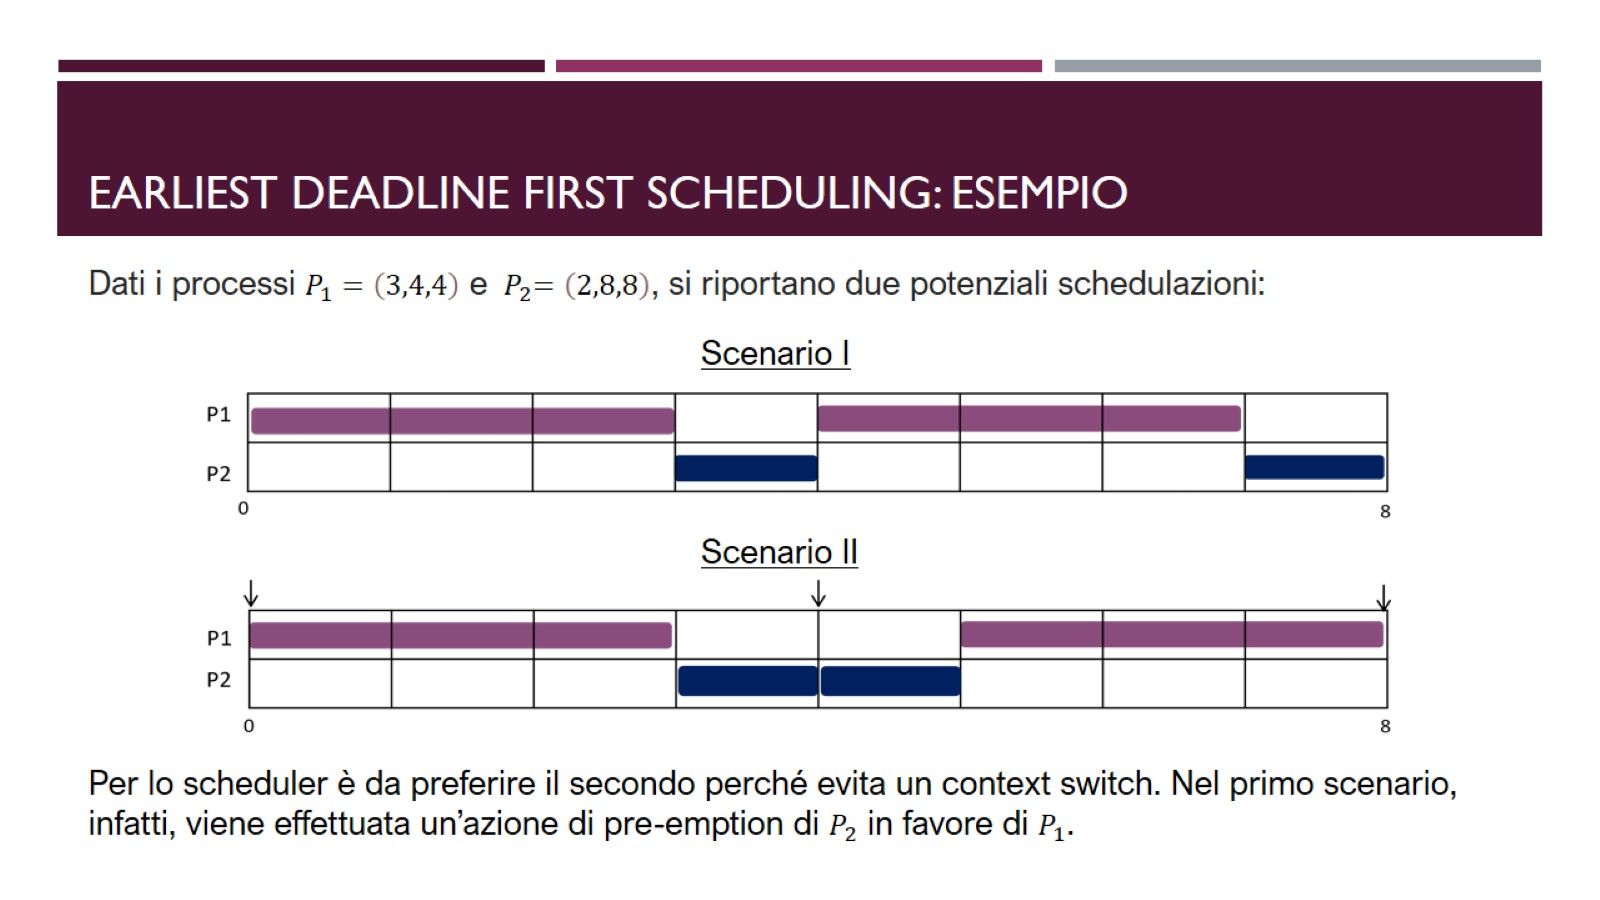 EARLIEST DEADLINE FIRST SCHEDULING: ESEMPIO
Dati i processi P₁ = (3,4,4) e P₂= (2,8,8), si riportano due potenziali schedulazioni:
Scenario I
P1
P2
0 8
Scenario II
P1
P2
0 8
Per lo scheduler è da preferire il secondo perché evita un context switch. Nel primo scenario,
infatti, viene effettuata un’azione di pre-emption di P₂ in favore di P₁.